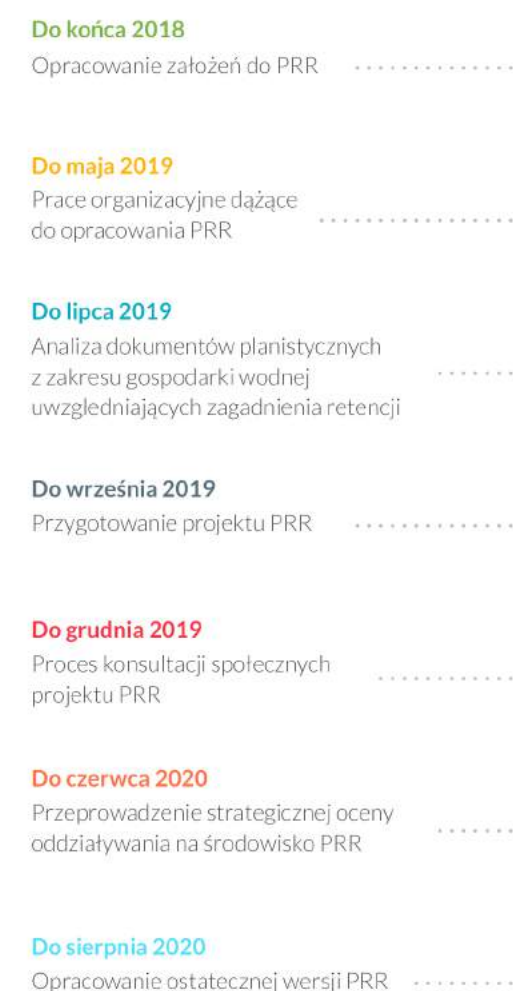 Do końca 2018
Opracowanie założeń do PRR
Do maja 2019
Prace organizacyjne dążące
do opracowania PRR
Do lipca 2019
Analiza dokumentów planistycznych
z zakresu gospodarki wodnej
uwzgledniających zagadnienia retencji
Do września 2019
Przygotowanie projektu PRR
Do grudnia 2019
Proces konsultacji społecznych
projektu PRR
Do czerwca 2020
Przeprowadzenie strategicznej oceny
oddziaływania na środowisko PRR
Do sierpnia 2020
Opracowanie ostatecznej wersji PRR